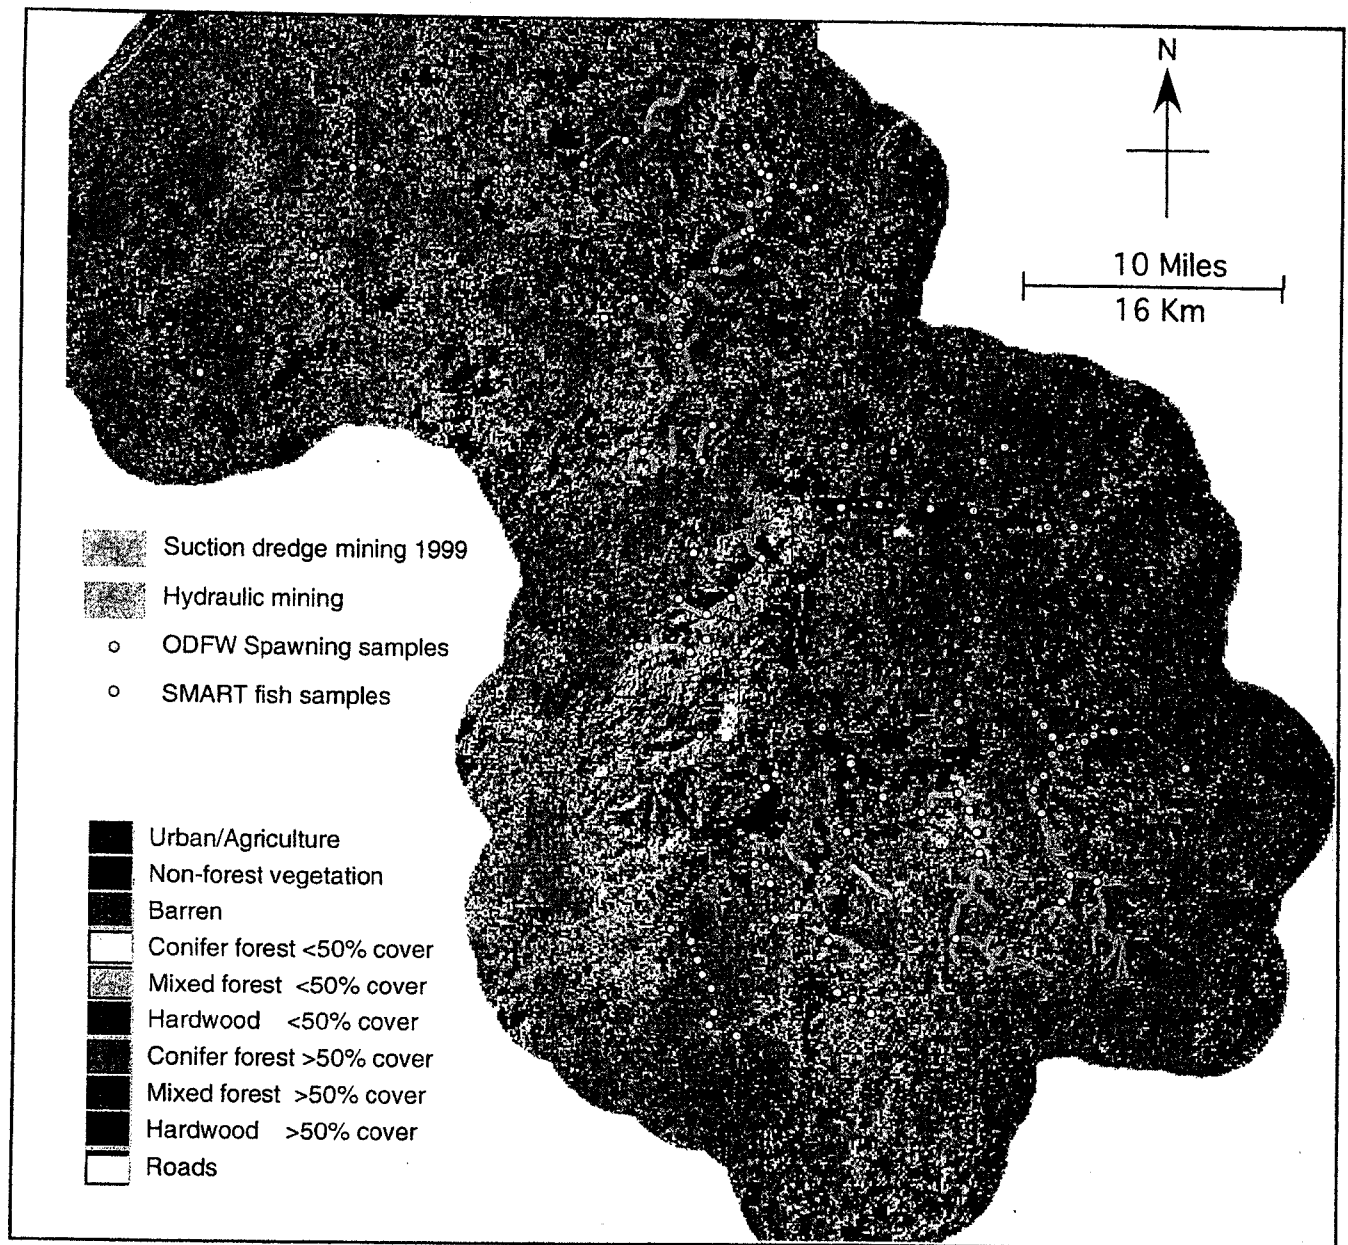 N
10 Miles
16 Km
Suction dredge mining 1999
Hydraulic mining
ODFW Spawning samples
SMART fish samples
Urban/Agriculture
Non-forest vegetation
Barren
Conifer forest <50% cover
Mixed forest <50% cover
Hardwood <50% cover
Conifer forest >50% cover
Mixed forest >50% cover
Hardwood >50% cover
Roads